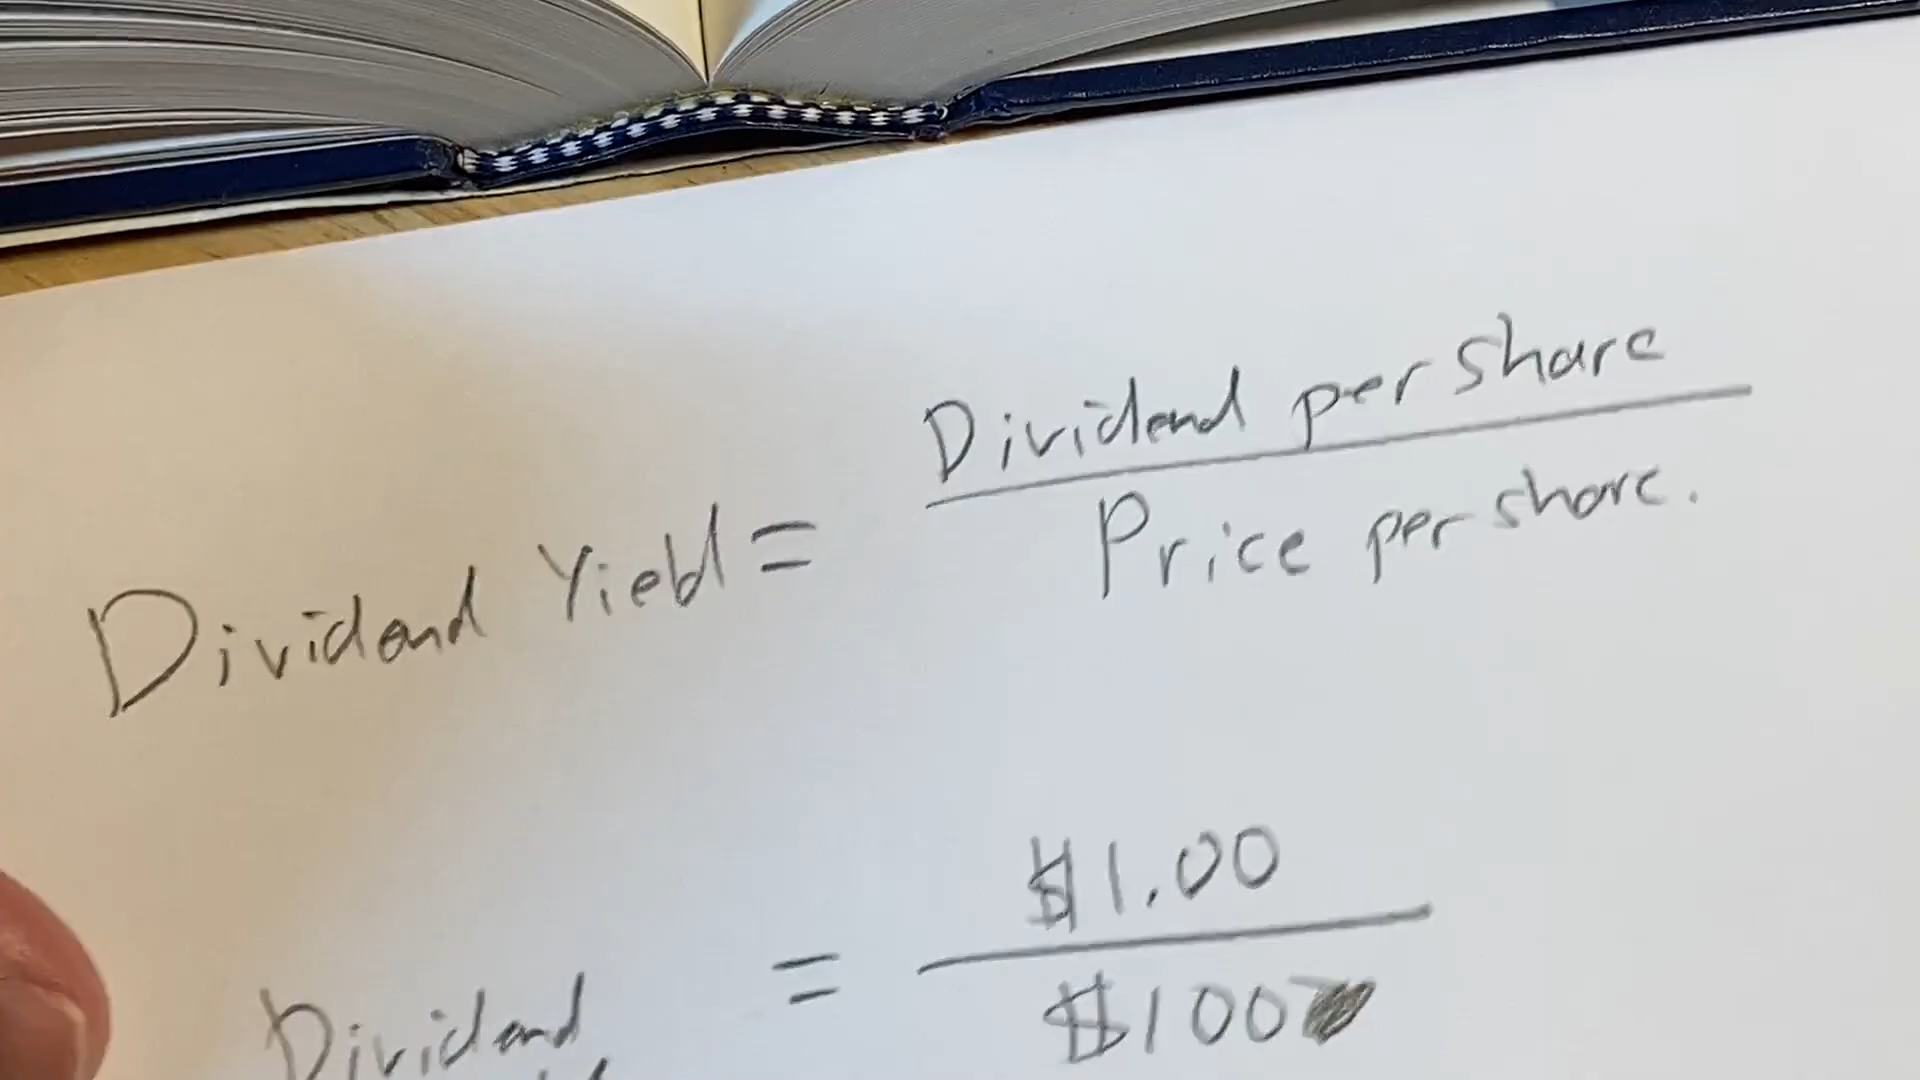 Dividend Yield = Dividend per share
Price per share.
Dividend = $1.00
$100